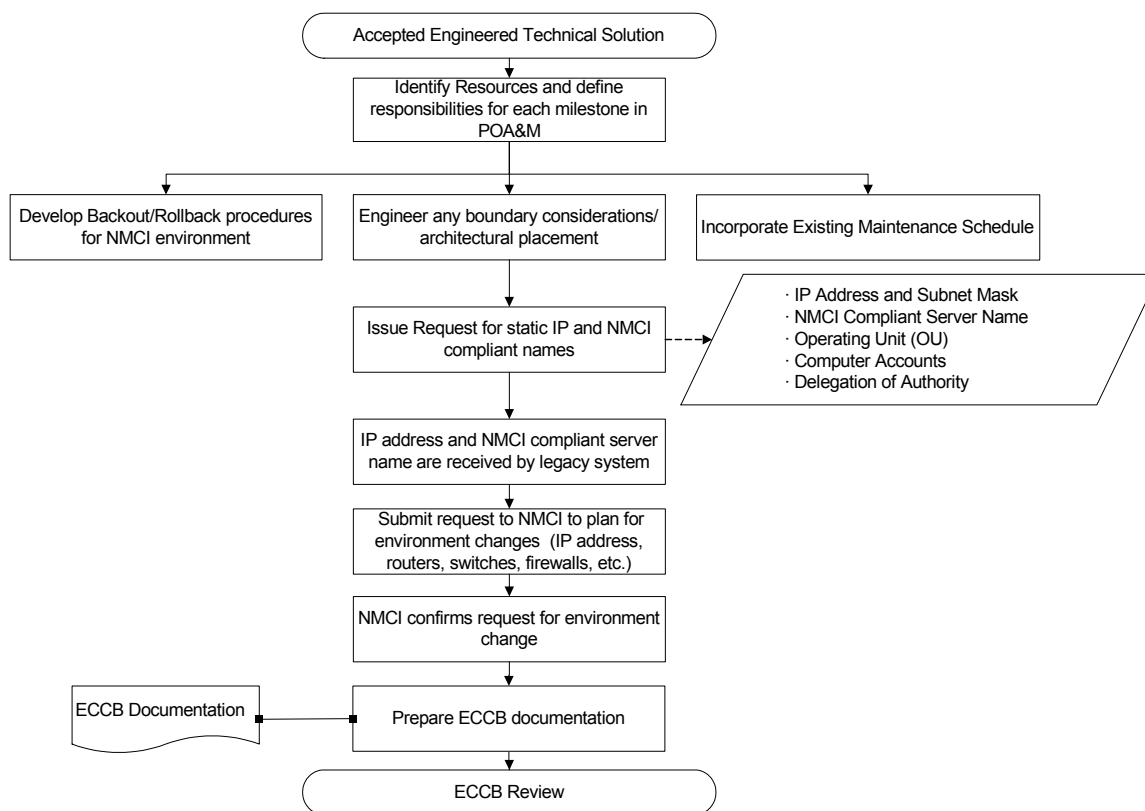 Accepted Engineered Technical Solution
Identify Resources and define
responsibilities for each milestone in
POA&M
Develop Backout/Rollback procedures
for NMCI environment
Engineer any boundary considerations/
architectural placement
Incorporate Existing Maintenance Schedule
Issue Request for static IP and NMCI
compliant names
· IP Address and Subnet Mask
· NMCI Compliant Server Name
· Operating Unit (OU)
· Computer Accounts
· Delegation of Authority
IP address and NMCI compliant server
name are received by legacy system
Submit request to NMCI to plan for
environment changes (IP address,
routers, switches, firewalls, etc.)
NMCI confirms request for environment
change
ECCB Documentation
Prepare ECCB documentation
ECCB Review